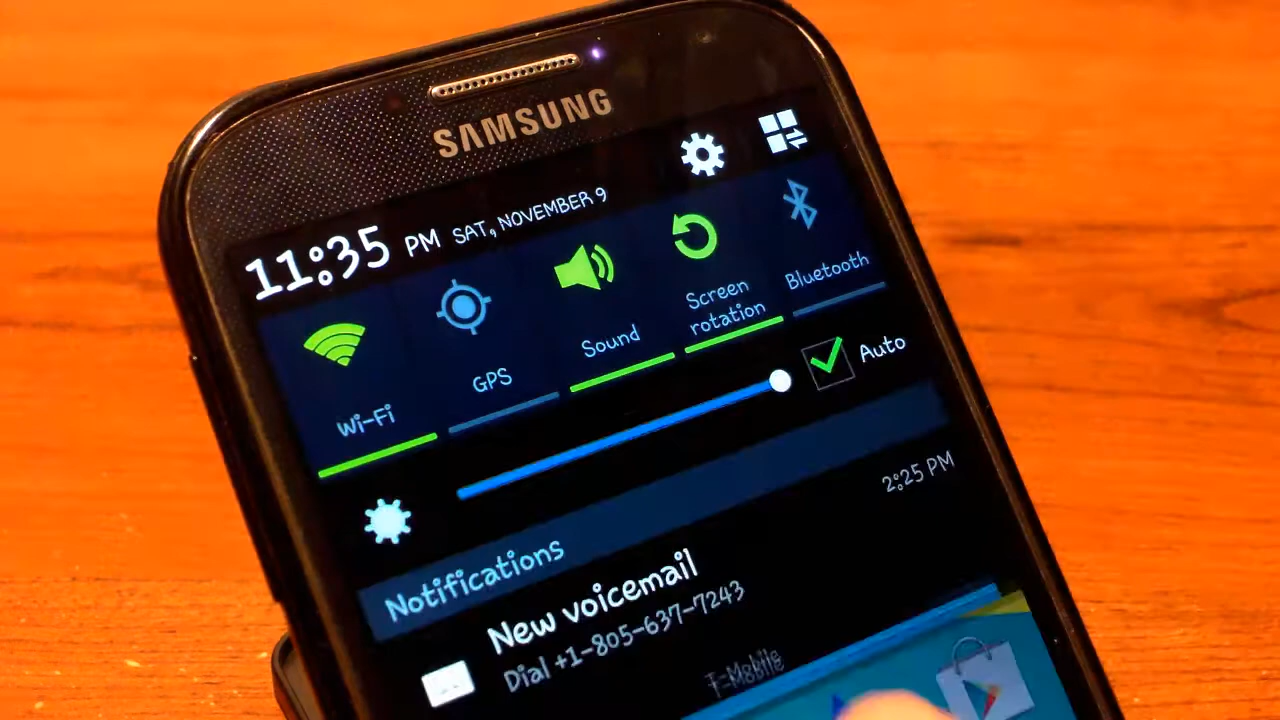 SAMSUNG
11:35 PM SAT, NOVEMBER 9
Wi-Fi
GPS
Sound
Screen
rotation
Bluetooth
Auto
Notifications
New voicemail
2:25 PM
Dial +1-805-637-7243
T-Mobile